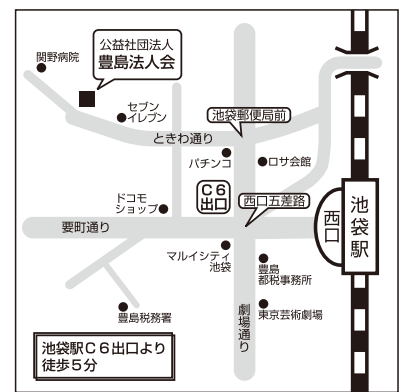 関野病院
公益社団法人
豊島法人会
セブン
イレブン
池袋郵便局前
ときわ通り
パチンコ
ロサ会館
C6
出口
ドコモ
ショップ
西口五差路
要町通り
西口
池袋駅
マルイシティ
池袋
豊島
都税事務所
豊島税務署
劇場通り
東京芸術劇場
池袋駅C6出口より
徒歩5分